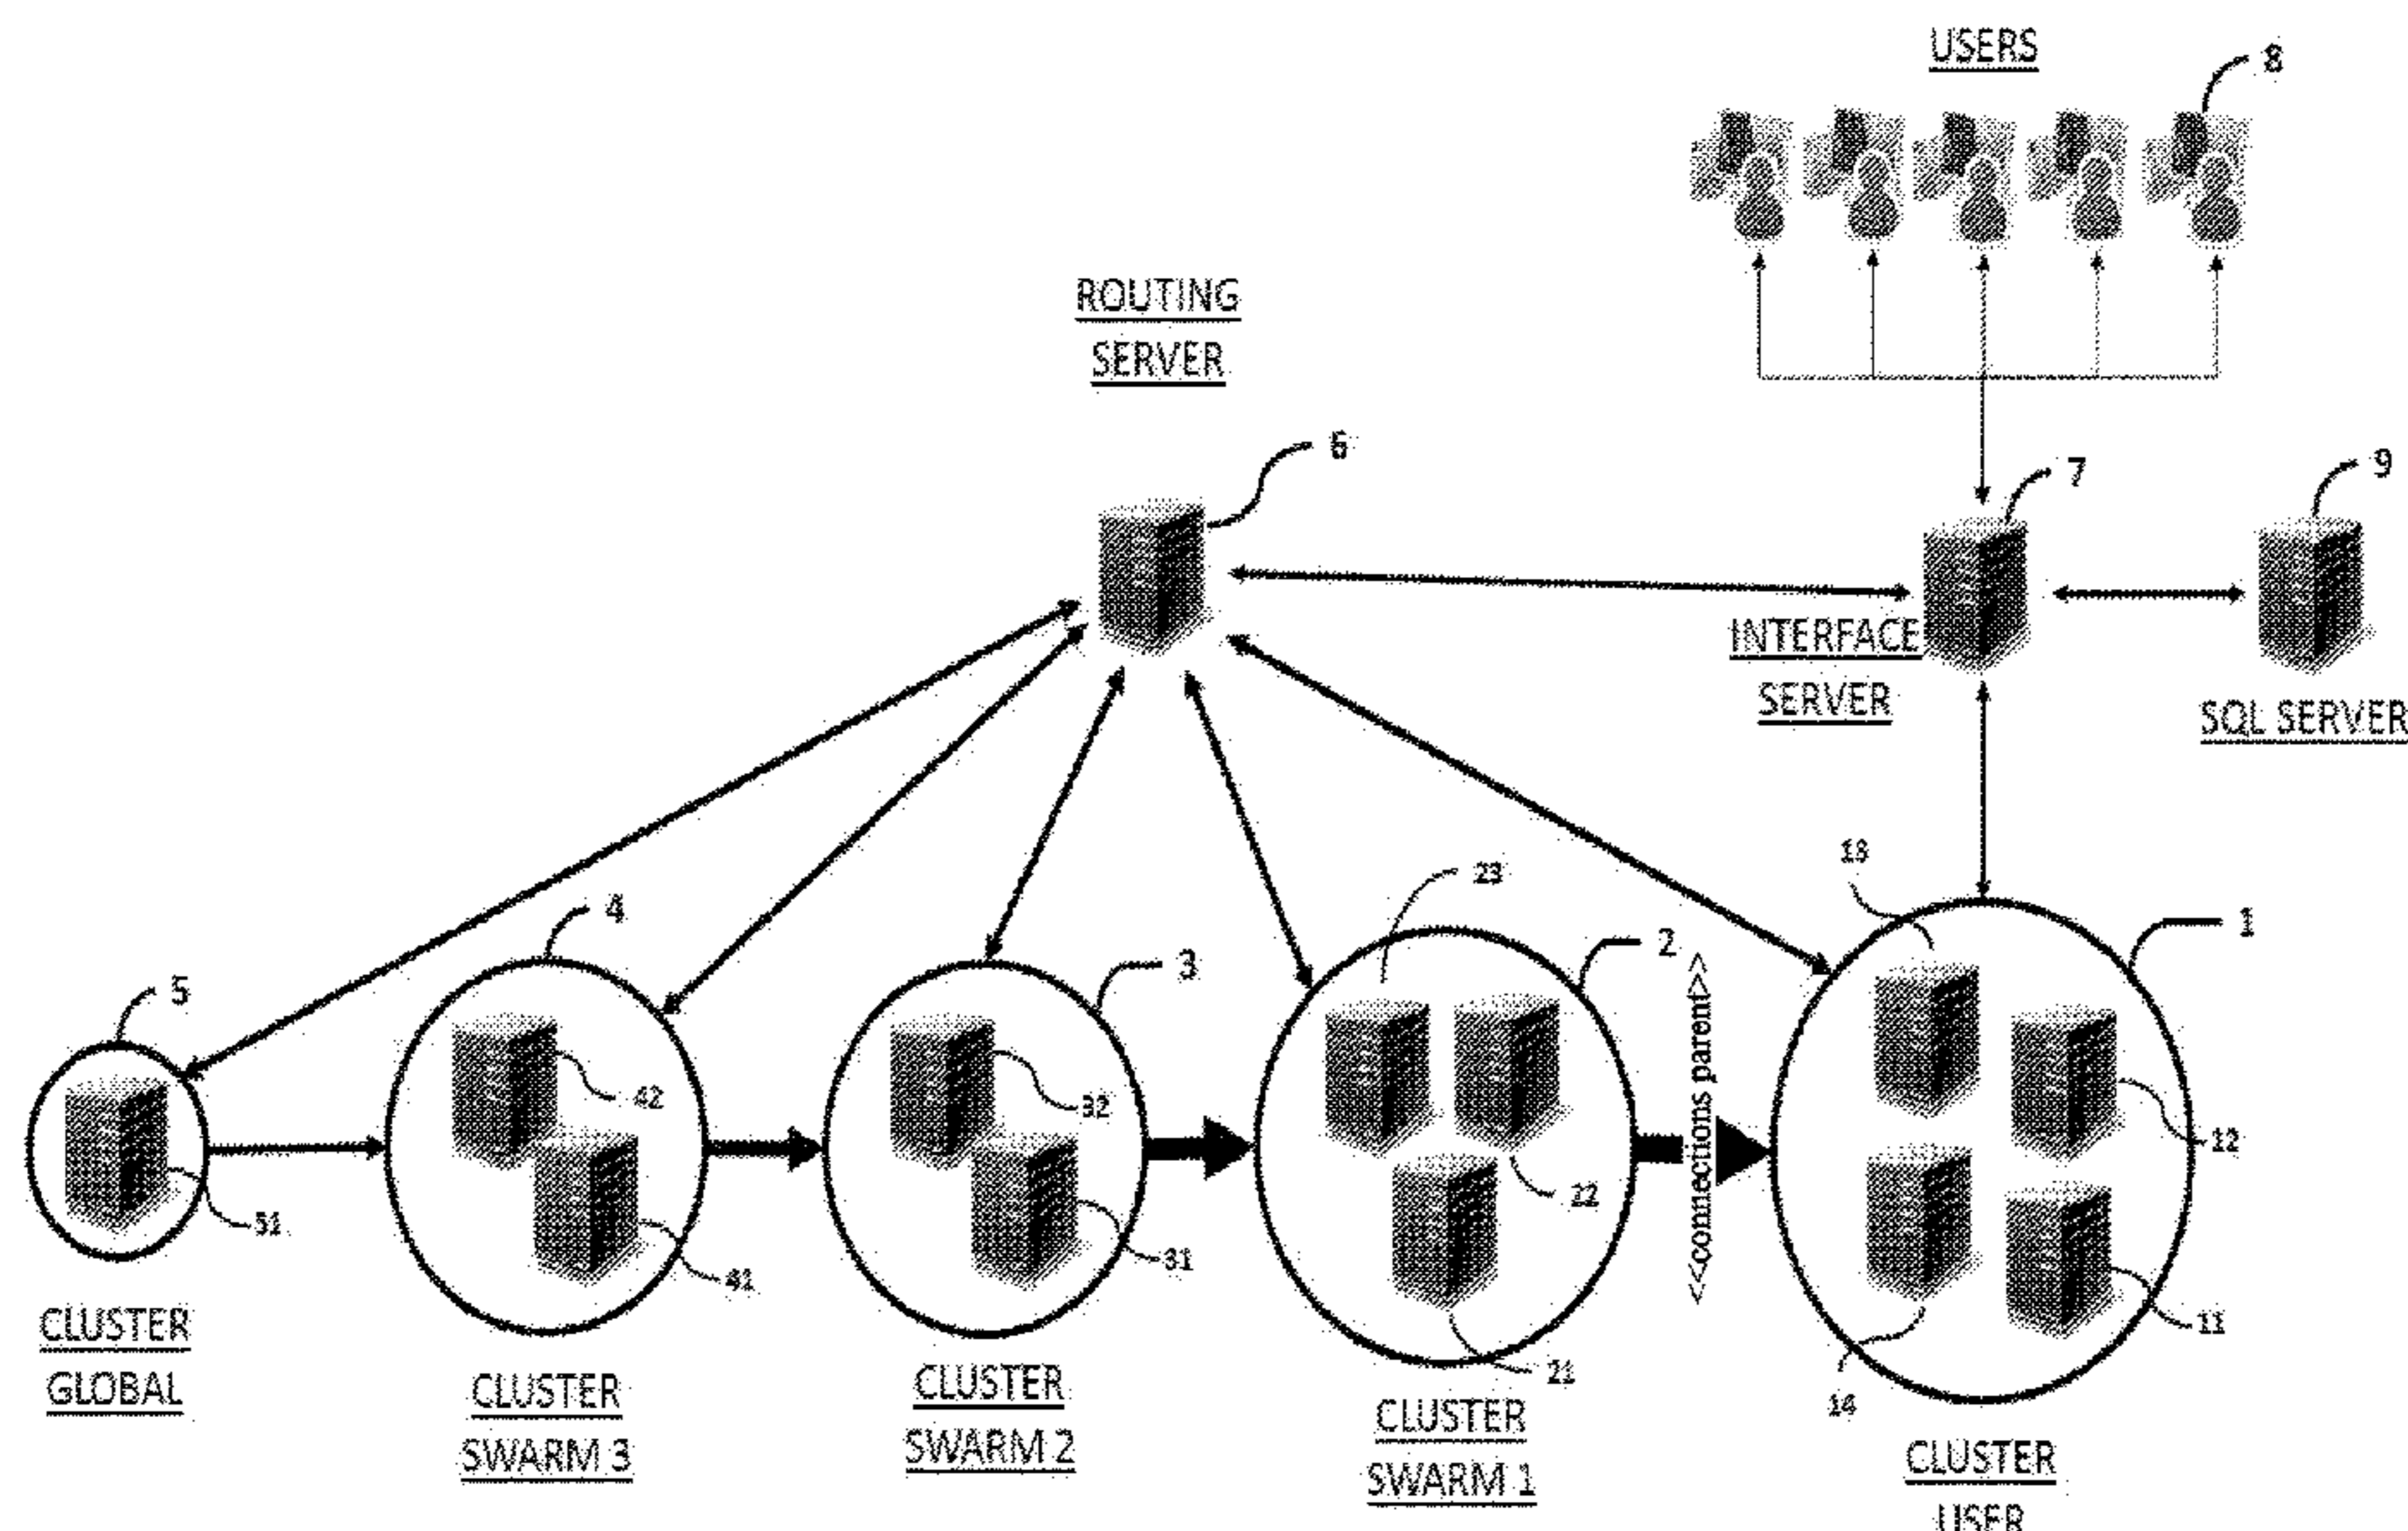 USERS
8
ROUTING
SERVER
6
7
9
INTERFACE
SERVER
SQL SERVER
13
23
4
1
2
3
5
<<connections parent>>
42
32
12
22
51
41
31
11
21
14
CLUSTER
GLOBAL
CLUSTER
SWARM 3
CLUSTER
SWARM 2
CLUSTER
SWARM 1
CLUSTER
USER